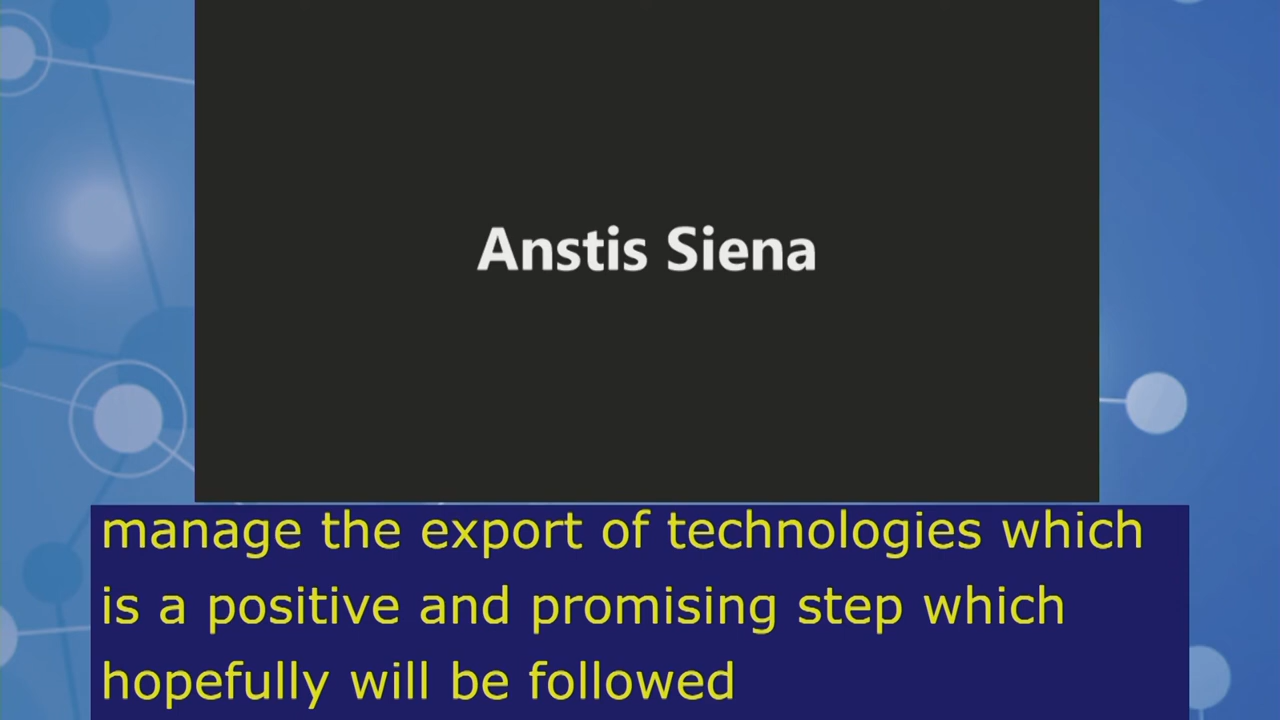 Anstis Siena
manage the export of technologies which
is a positive and promising step which
hopefully will be followed